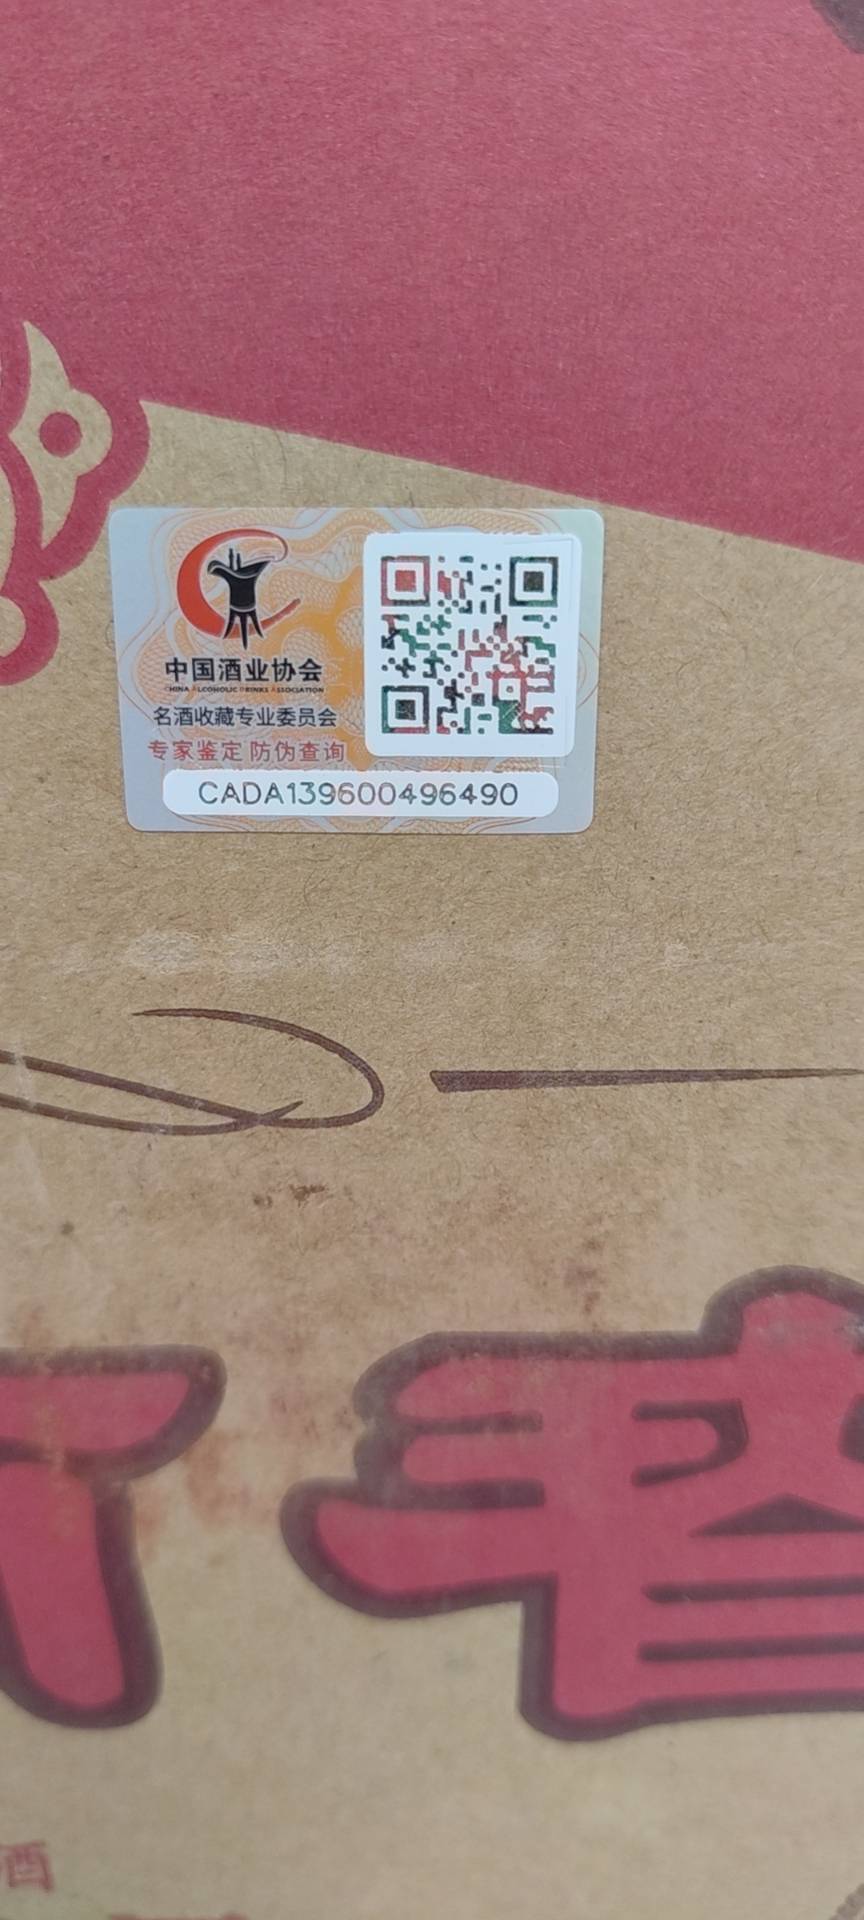 中国酒业协会
CHINA ALCOHOLIC DRINKS ASSOCIATION
名酒收藏专业委员会
专家鉴定 防伪查询
CADA139600496490
酒